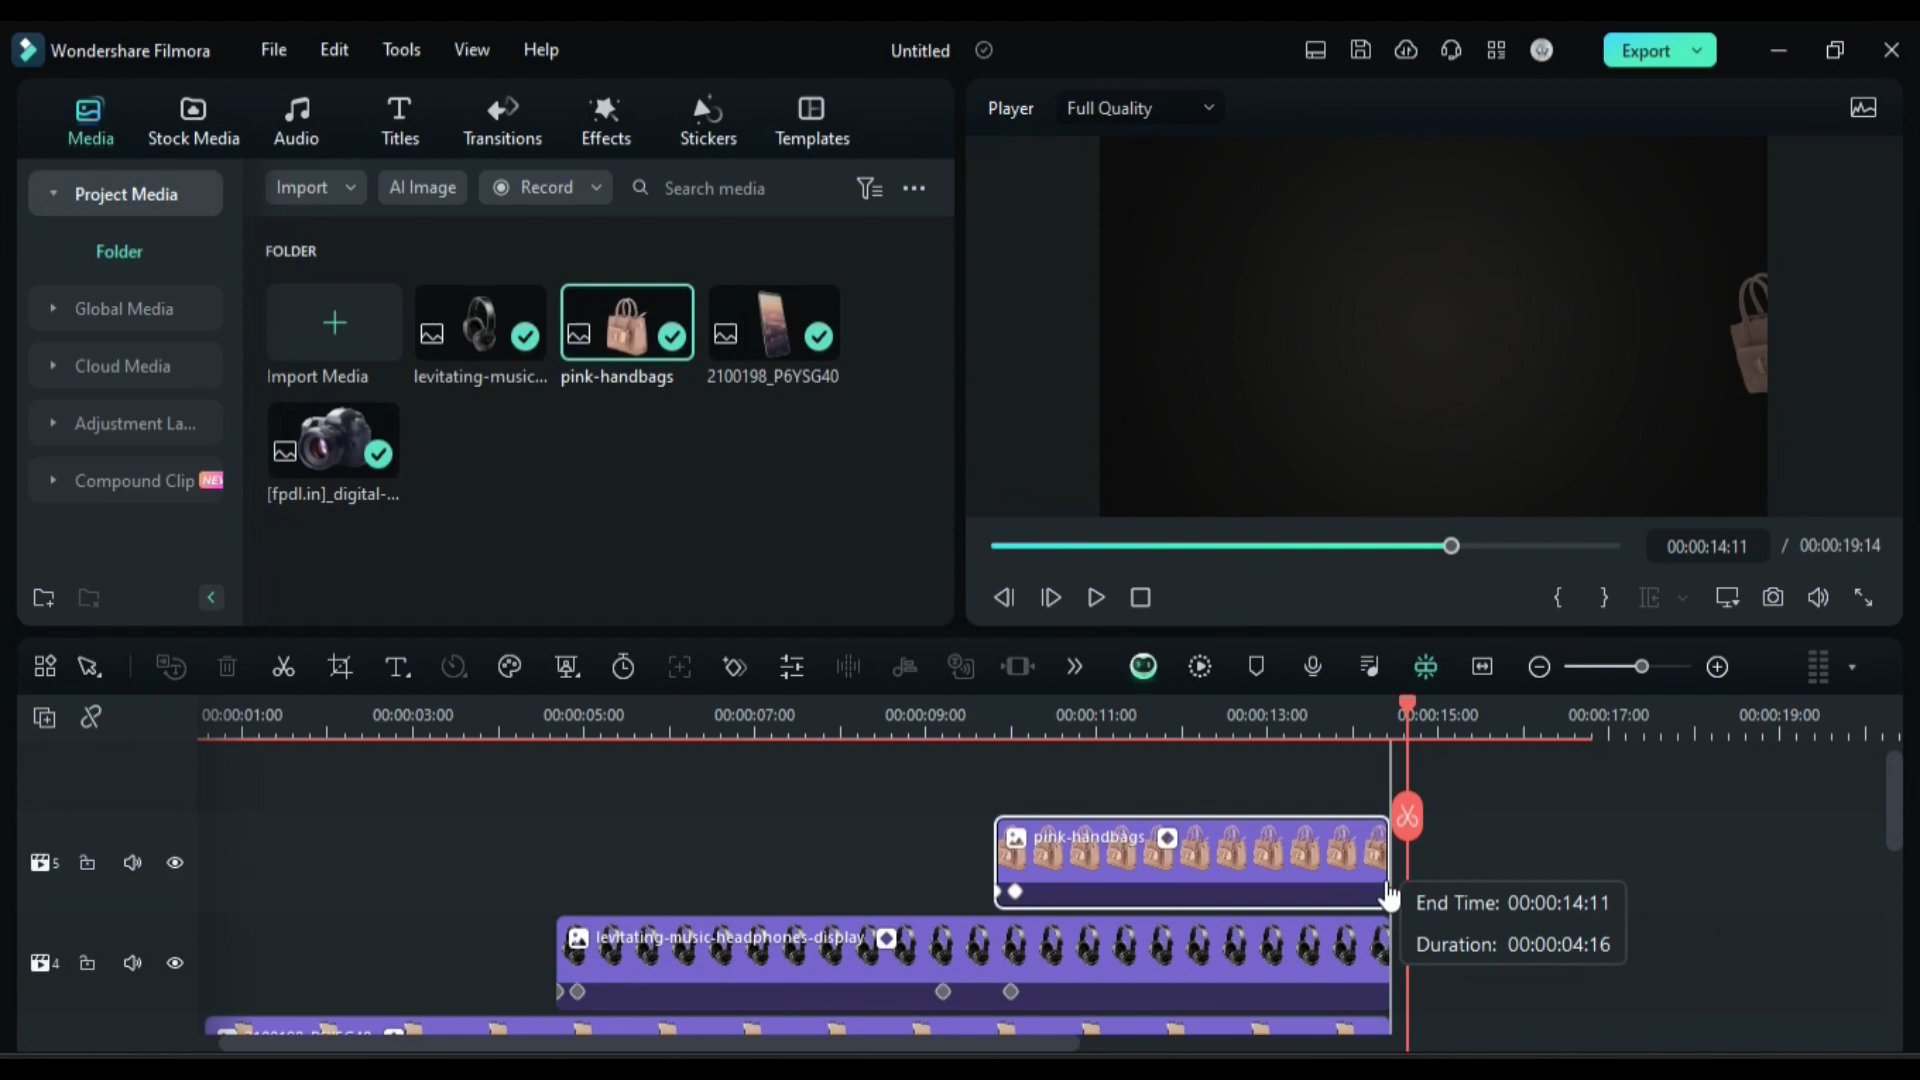 Wondershare Filmora File Edit Tools View Help Untitled Export
Media Stock Media Audio Titles Transitions Effects Stickers Templates
Player Full Quality
Project Media
Folder
Global Media
Cloud Media
Adjustment La...
Compound Clip NEW
Import AI Image Record Search media
FOLDER
Import Media levitating-music... pink-handbags 2100198_P6YSG40
[fpdl.in]_digital-...
00:00:14:11 / 00:00:19:14
00:00:01:00 00:00:03:00 00:00:05:00 00:00:07:00 00:00:09:00 00:00:11:00 00:00:13:00 00:00:15:00 00:00:17:00 00:00:19:00
5 pink-handbags
End Time: 00:00:14:11
Duration: 00:00:04:16
4 levitating-music-headphones-display